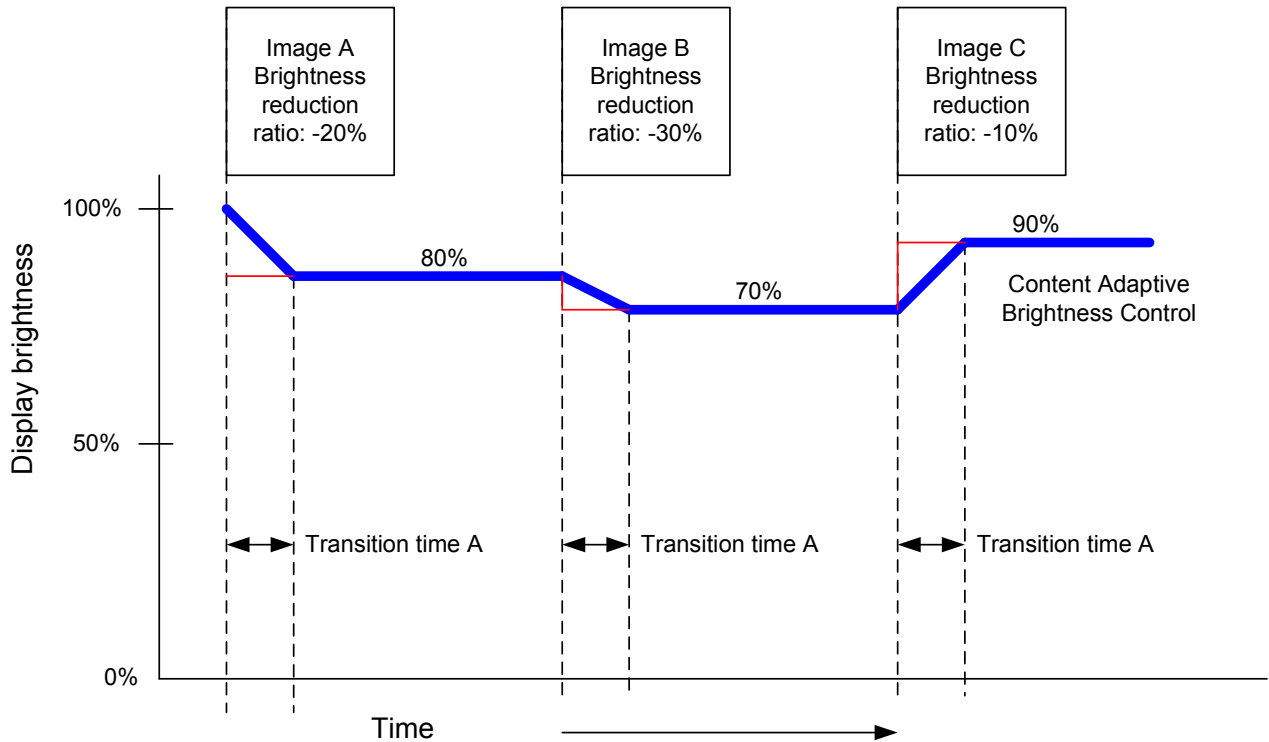 Image A
Brightness
reduction
ratio: -20%
Image B
Brightness
reduction
ratio: -30%
Image C
Brightness
reduction
ratio: -10%
100%
80%
70%
90%
Content Adaptive
Brightness Control
Display brightness
50%
Transition time A
Transition time A
Transition time A
0%
Time